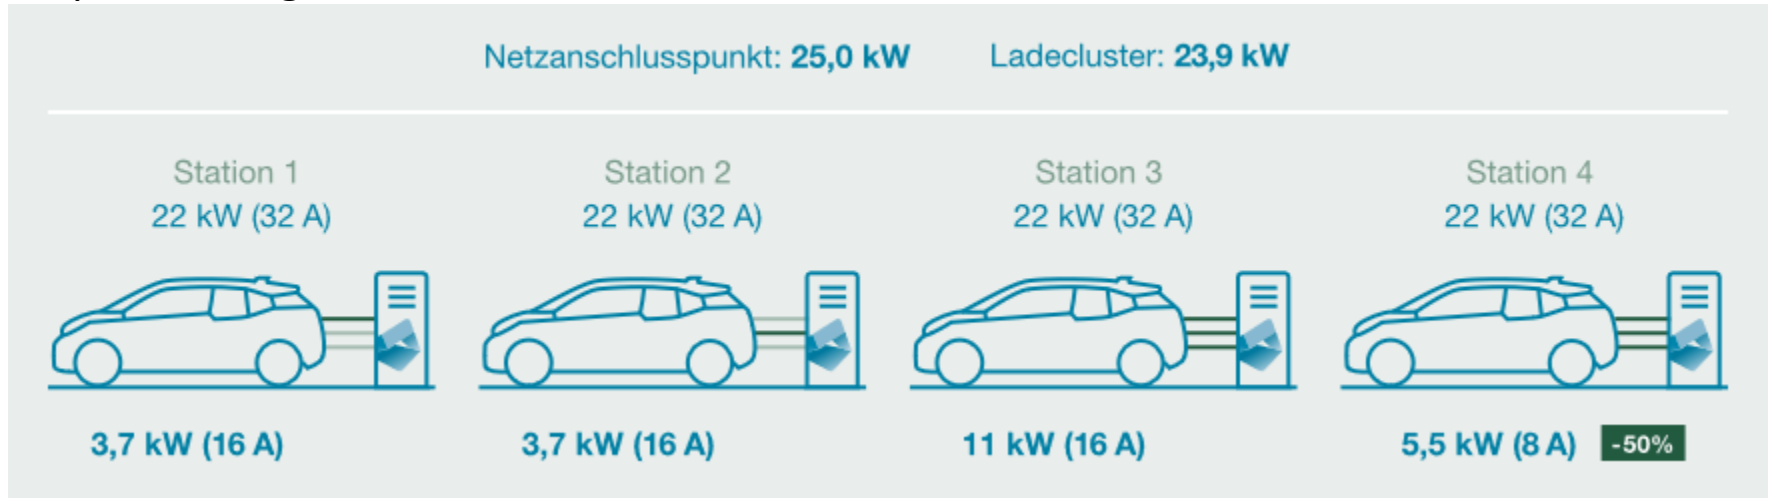 Netzanschlusspunkt: 25,0 kW Ladecluster: 23,9 kW
Station 1 Station 2 Station 3 Station 4
22 kW (32 A) 22 kW (32 A) 22 kW (32 A) 22 kW (32 A)
3,7 kW (16 A) 3,7 kW (16 A) 11 kW (16 A) 5,5 kW (8 A) -50%